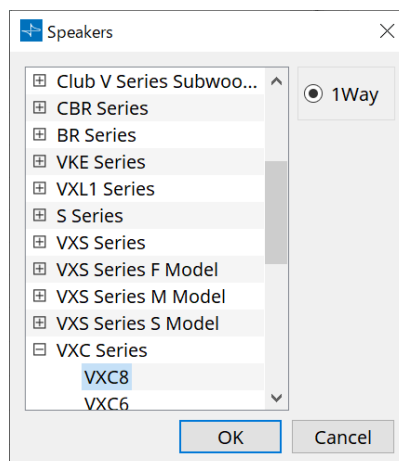 Speakers
Club V Series Subwoo...
CBR Series
BR Series
VKE Series
VXL1 Series
S Series
VXS Series
VXS Series F Model
VXS Series M Model
VXS Series S Model
VXC Series
VXC8
VXC6
1Way
OK
Cancel